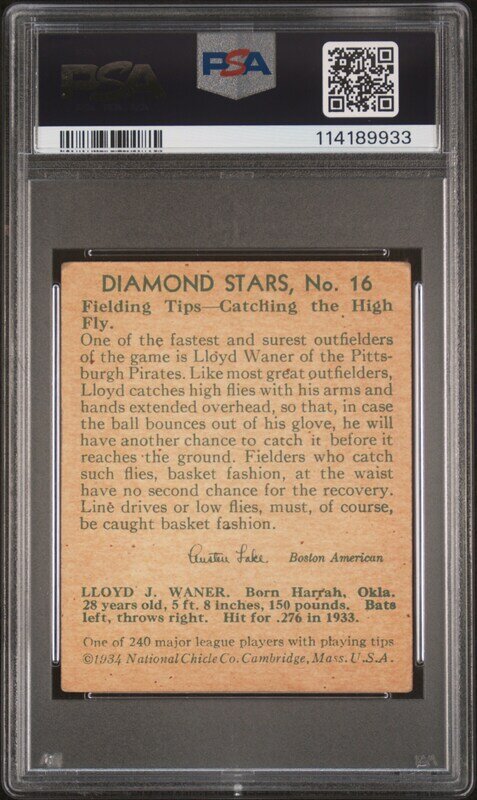 PSA
PSA
114189933
DIAMOND STARS, No. 16
Fielding Tips—Catching the High
Fly.
One of the fastest and surest outfielders
of the game is Lloyd Waner of the Pitts-
burgh Pirates. Like most great outfielders,
Lloyd catches high flies with his arms and
hands extended overhead, so that, in case
the ball bounces out of his glove, he will
have another chance to catch it before it
reaches the ground. Fielders who catch
such flies, basket fashion, at the waist
have no second chance for the recovery.
Line drives or low flies, must, of course,
be caught basket fashion.
Austen Lake Boston American
LLOYD J. WANER. Born Harrah, Okla.
28 years old, 5 ft. 8 inches, 150 pounds. Bats
left, throws right. Hit for .276 in 1933.
One of 240 major league players with playing tips
©1934 National Chicle Co. Cambridge, Mass. U.S.A.